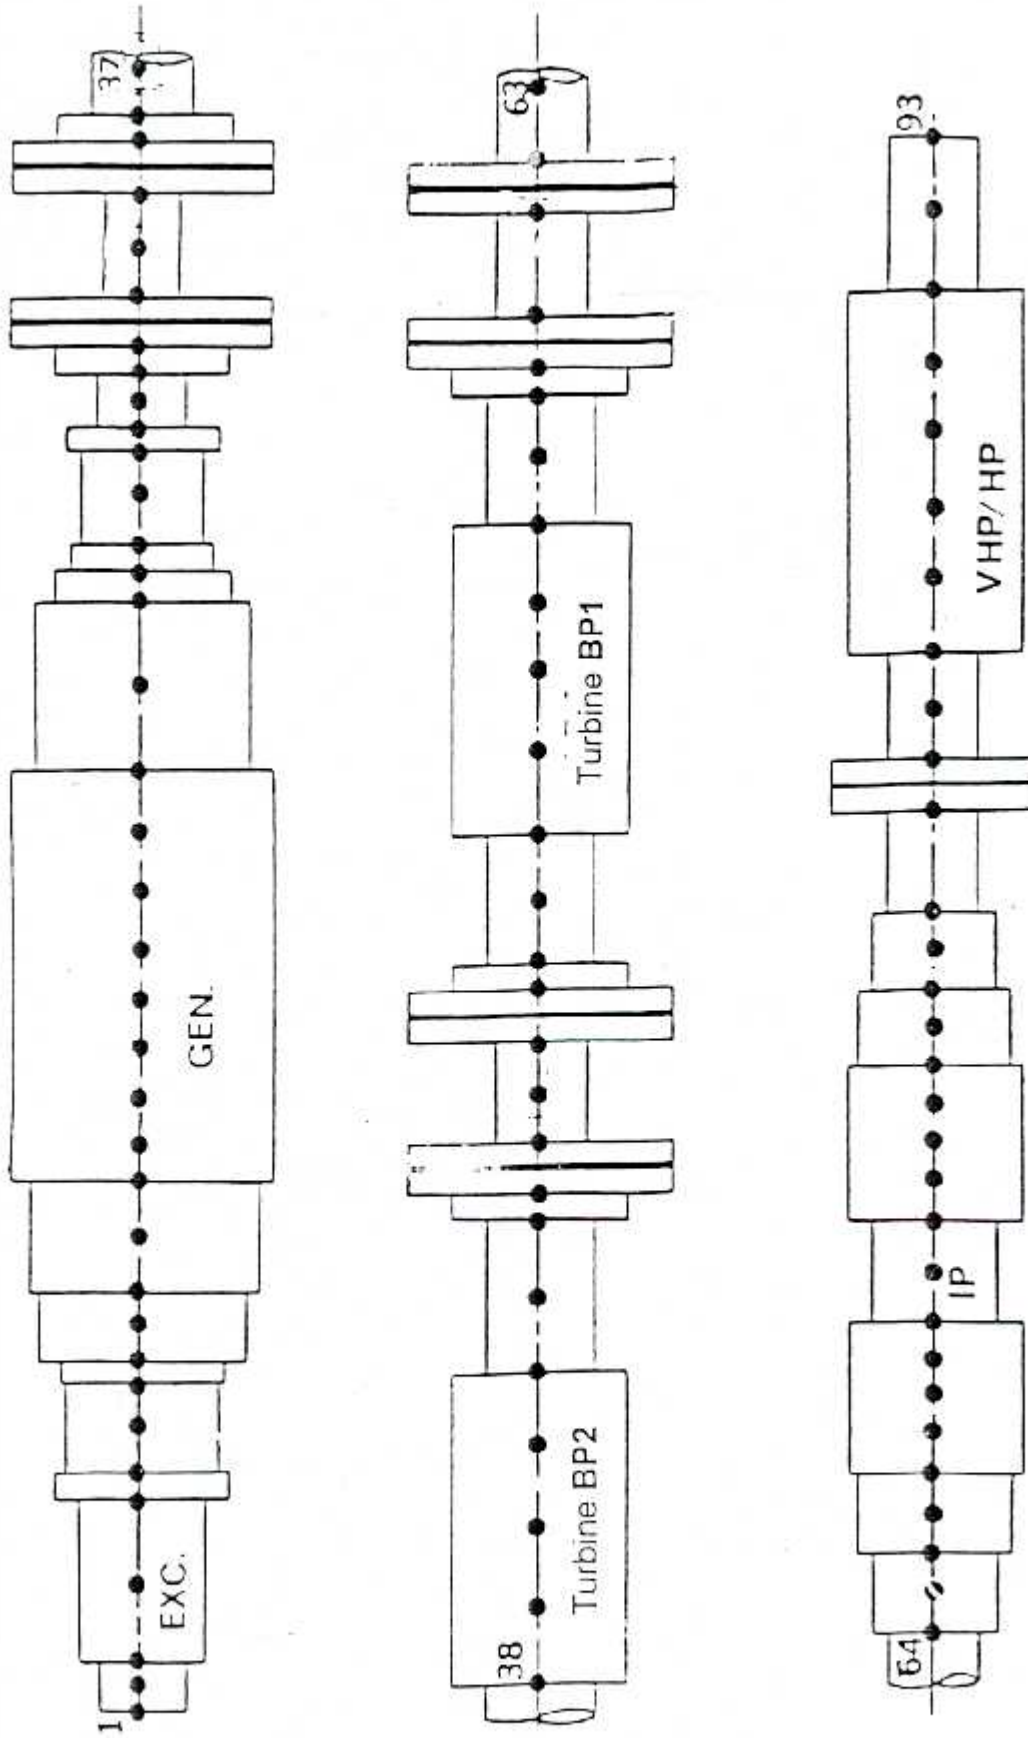 1
EXC.
GEN.
37
38
Turbine BP2
Turbine BP1
63
64
IP
VHP/HP
93